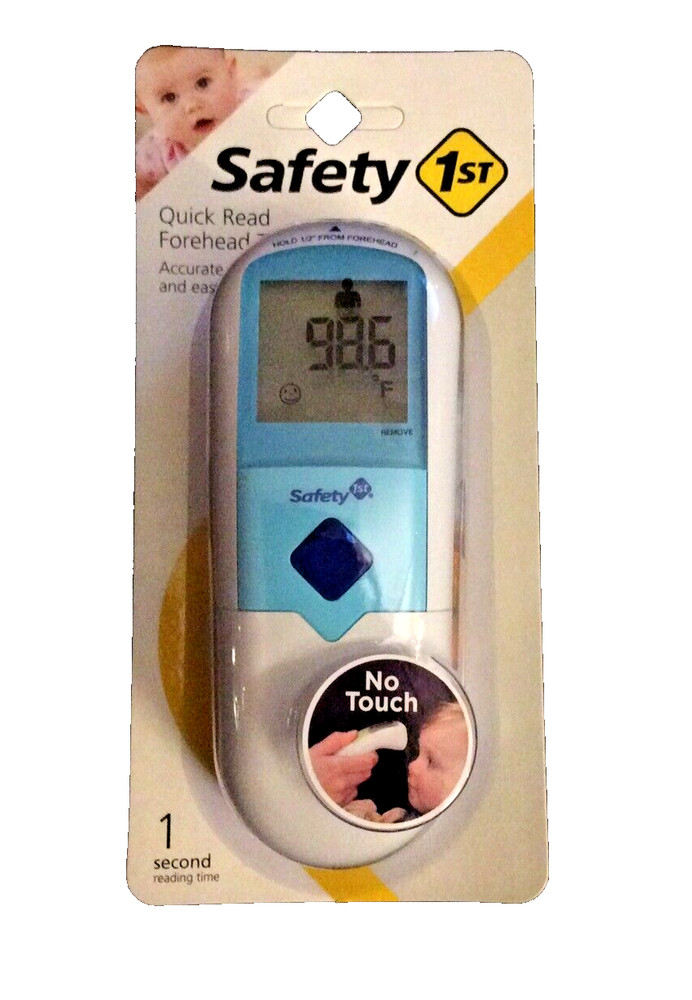 Safety 1ST
Quick Read
Forehead
Accurate
and eas
HOLD 1/2" FROM FOREHEAD
98.6
°F
REMOVE
Safety 1st
No
Touch
1
second
reading time